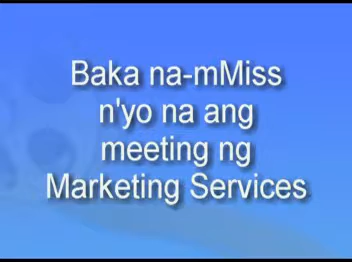 Baka na-mMiss
n'yo na ang
meeting ng
Marketing Services